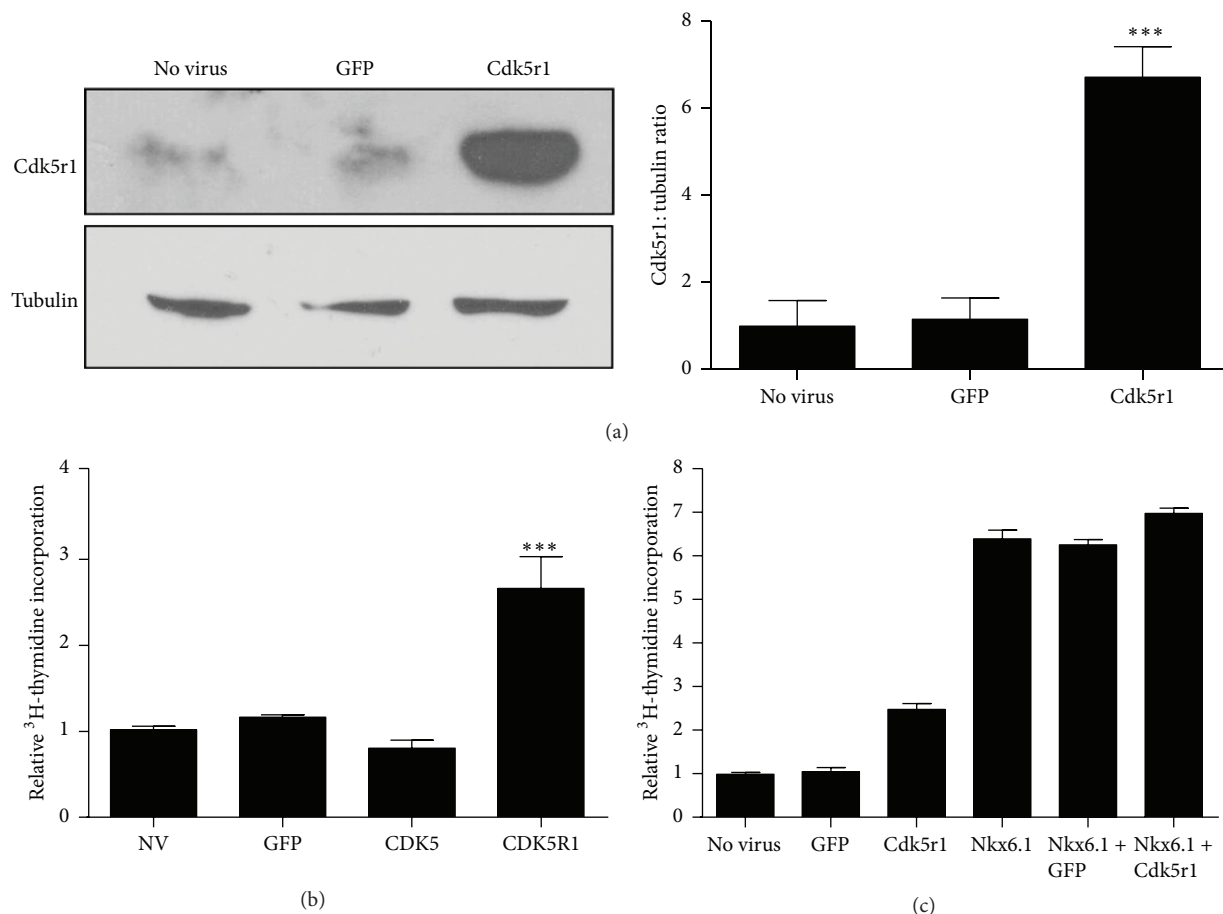 No virus GFP Cdk5r1
Cdk5r1
Tubulin
Cdk5r1: tubulin ratio
8
6
4
2
0
***
No virus GFP Cdk5r1
(a)
Relative ³H-thymidine incorporation
4
3
2
1
0
***
NV GFP CDK5 CDK5R1
(b)
Relative ³H-thymidine incorporation
8
7
6
5
4
3
2
1
0
No virus GFP Cdk5r1 Nkx6.1 Nkx6.1 + Nkx6.1 +
GFP Cdk5r1
(c)